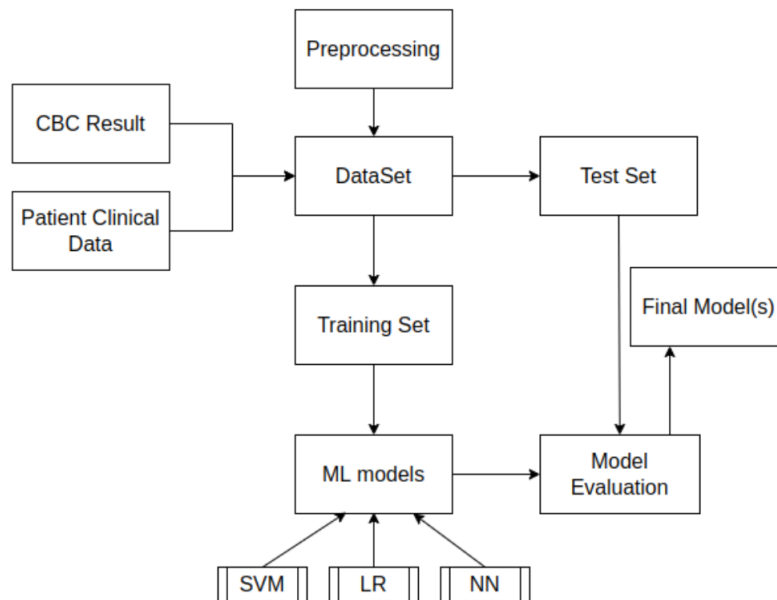 Preprocessing
CBC Result
DataSet
Test Set
Patient Clinical
Data
Final Model(s)
Training Set
ML models
Model
Evaluation
SVM
LR
NN